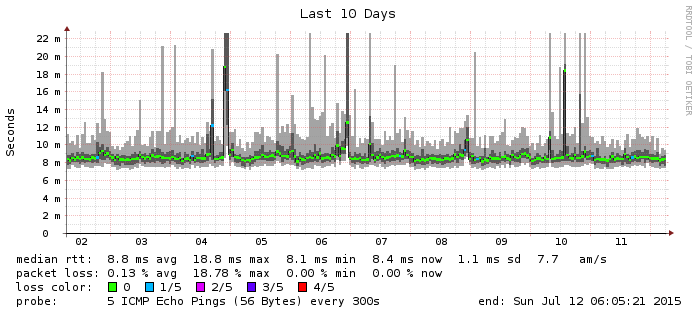 Last 10 Days
RRDTOOL / TOBI OETIKER
Seconds
22 m
20 m
18 m
16 m
14 m
12 m
10 m
8 m
6 m
4 m
2 m
0
02 03 04 05 06 07 08 09 10 11
median rtt: 8.8 ms avg 18.8 ms max 8.1 ms min 8.4 ms now 1.1 ms sd 7.7 am/s
packet loss: 0.13 % avg 18.78 % max 0.00 % min 0.00 % now
loss color: 0 1/5 2/5 3/5 4/5
probe: 5 ICMP Echo Pings (56 Bytes) every 300s end: Sun Jul 12 06:05:21 2015